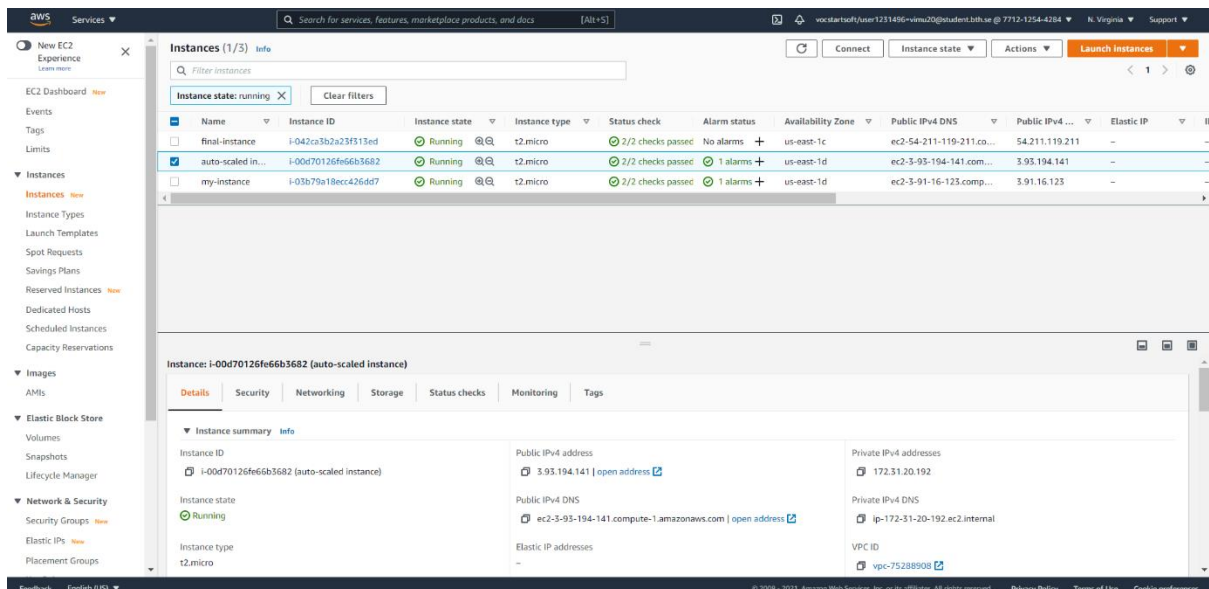 aws Services ▼ Search for services, features, marketplace products, and docs [Alt+S] vocstartsoft/user1231496=vimu20@student.bth.se @ 7712-1254-4284 ▼ N. Virginia ▼ Support ▼
New EC2 Experience
Learn more
EC2 Dashboard New
Events
Tags
Limits
▼ Instances
Instances New
Instance Types
Launch Templates
Spot Requests
Savings Plans
Reserved Instances New
Dedicated Hosts
Scheduled Instances
Capacity Reservations
▼ Images
AMIs
▼ Elastic Block Store
Volumes
Snapshots
Lifecycle Manager
▼ Network & Security
Security Groups New
Elastic IPs New
Placement Groups
Instances (1/3) Info Connect Instance state ▼ Actions ▼ Launch instances ▼
Filter instances < 1 >
Instance state: running X Clear filters
Name Instance ID Instance state Instance type Status check Alarm status Availability Zone Public IPv4 DNS Public IPv4 ... Elastic IP
final-instance i-042ca3b2a23f313ed Running t2.micro 2/2 checks passed No alarms + us-east-1c ec2-54-211-119-211.co... 54.211.119.211 –
auto-scaled in... i-00d70126fe66b3682 Running t2.micro 2/2 checks passed 1 alarms + us-east-1d ec2-3-93-194-141.com... 3.93.194.141 –
my-instance i-03b79a18ecc426dd7 Running t2.micro 2/2 checks passed 1 alarms + us-east-1d ec2-3-91-16-123.comp... 3.91.16.123 –
Instance: i-00d70126fe66b3682 (auto-scaled instance)
Details Security Networking Storage Status checks Monitoring Tags
▼ Instance summary Info
Instance ID Public IPv4 address Private IPv4 addresses
i-00d70126fe66b3682 (auto-scaled instance) 3.93.194.141 | open address 172.31.20.192
Instance state Public IPv4 DNS Private IPv4 DNS
Running ec2-3-93-194-141.compute-1.amazonaws.com | open address ip-172-31-20-192.ec2.internal
Instance type Elastic IP addresses VPC ID
t2.micro – vpc-75288908
Feedback English (US) ▼ © 2008 - 2021, Amazon Web Services, Inc. or its affiliates. All rights reserved. Privacy Policy Terms of Use Cookie preferences